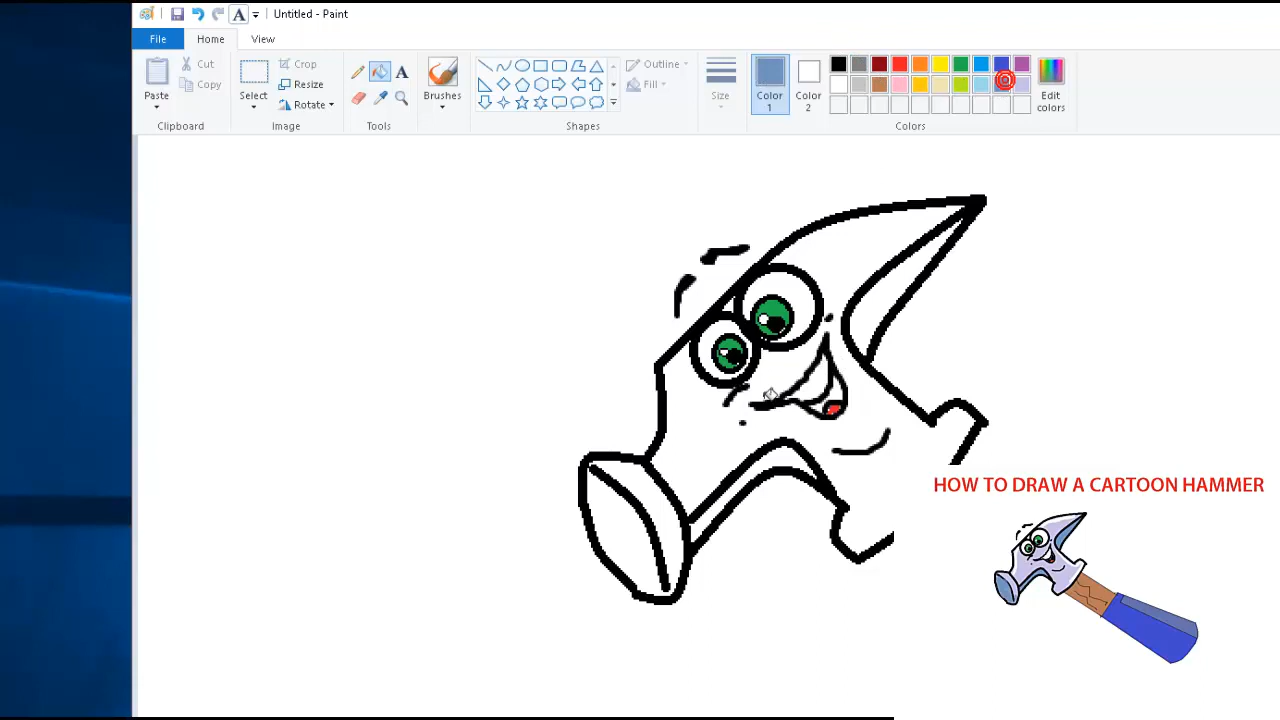 Untitled - Paint
File Home View
Paste
Cut
Copy
Clipboard
Select
Crop
Resize
Rotate
Image
A
Tools
Brushes
Shapes
Outline
Fill
Size
Color 1
Color 2
Edit colors
Colors
HOW TO DRAW A CARTOON HAMMER